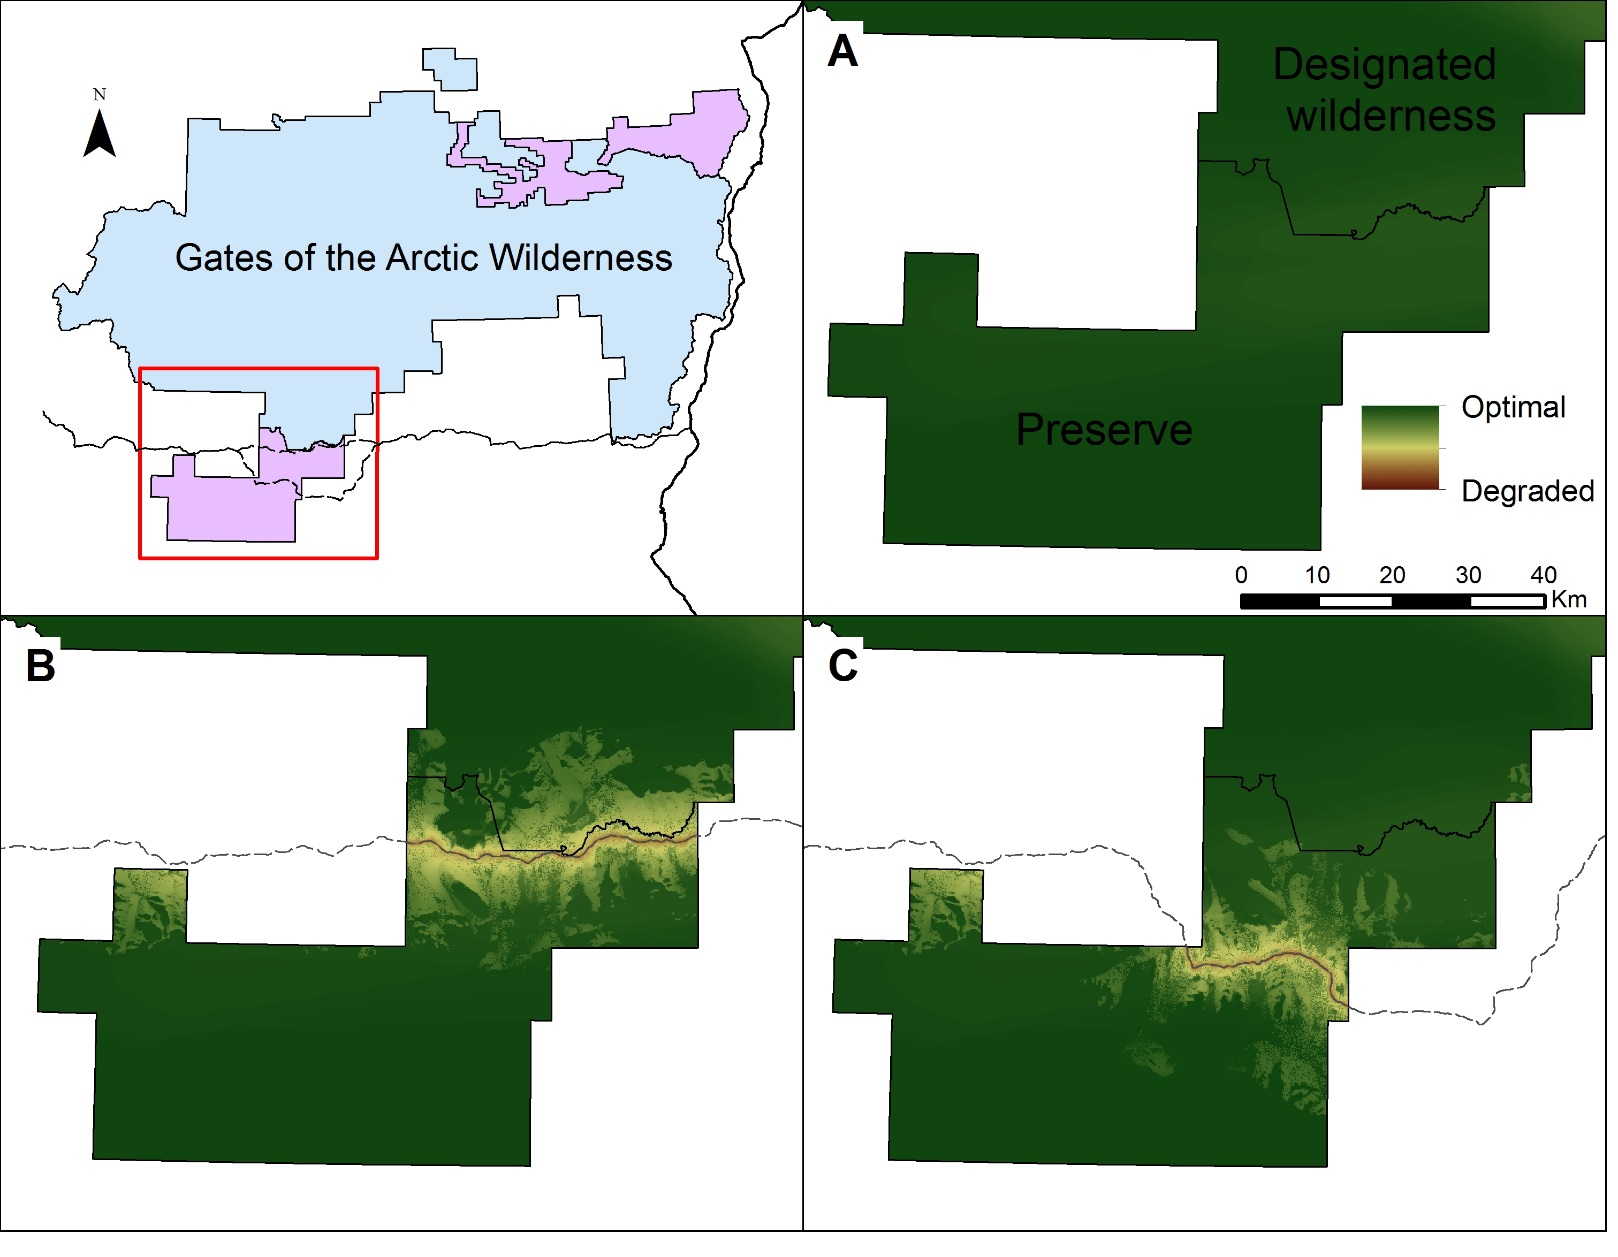 N
Gates of the Arctic Wilderness
A
Designated
wilderness
Preserve
Optimal
Degraded
0 10 20 30 40
Km
B
C